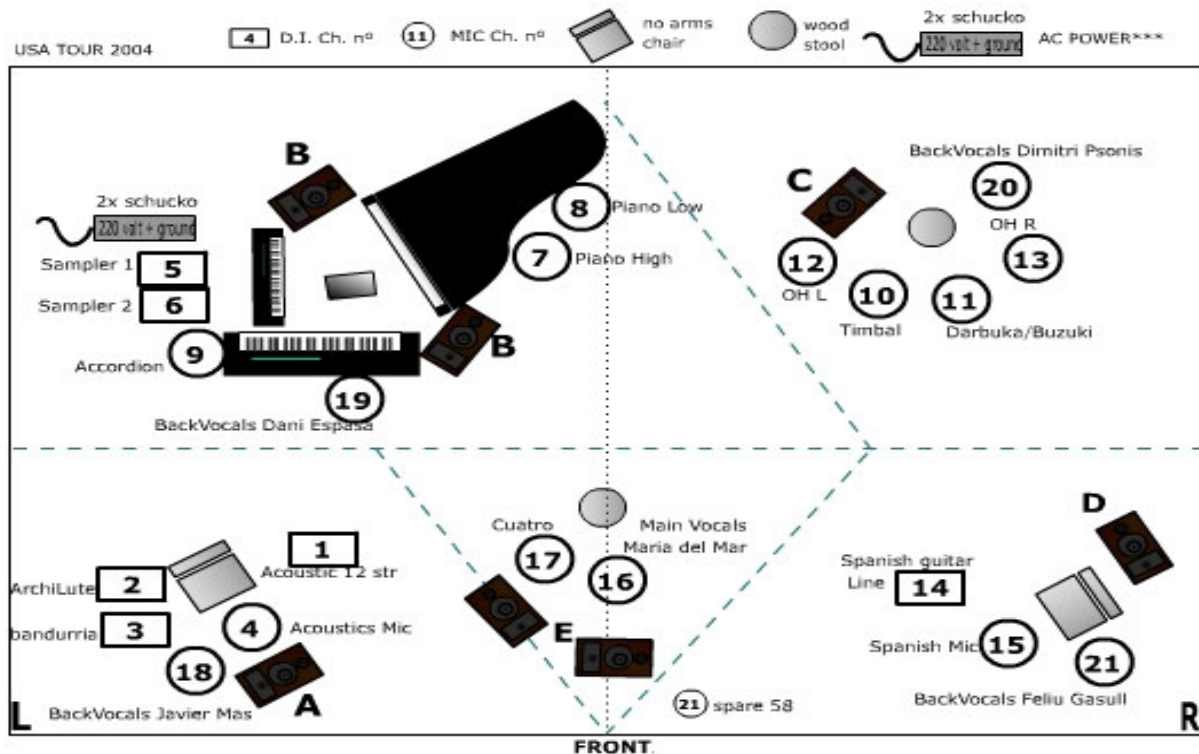 USA TOUR 2004
4 D.I. Ch. nº
11 MIC Ch. nº
no arms
chair
wood
stool
2x schucko
220 volt + ground
AC POWER***
B
2x schucko
220 volt + ground
Sampler 1 5
Sampler 2 6
9
Accordion
19
BackVocals Dani Espasa
B
8 Piano Low
7 Piano High
BackVocals Dimitri Psonis
20
C
OH R
13
12
OH L
10
Timbal
11
Darbuka/Buzuki
1
Acoustic 12 str
ArchiLute 2
bandurria 3
4 Acoustics Mic
18
BackVocals Javier Mas
A
L
Cuatro
17
Main Vocals
Maria del Mar
16
E
21 spare 58
FRONT.
D
Spanish guitar
Line 14
Spanish Mic 15
21
BackVocals Feliu Gasull
R